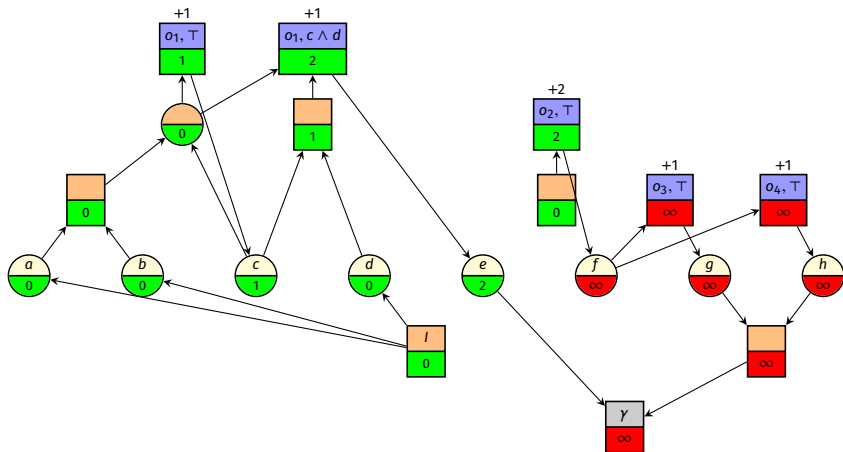 +1 +1
o₁, ⊤ o₁, c ∧ d
1 2
+2
o₂, ⊤
2
0
1
+1 +1
o₃, ⊤ o₄, ⊤
∞ ∞
0
0
a b c d e f g h
0 0 1 0 2 ∞ ∞ ∞
I
0
∞
γ
∞